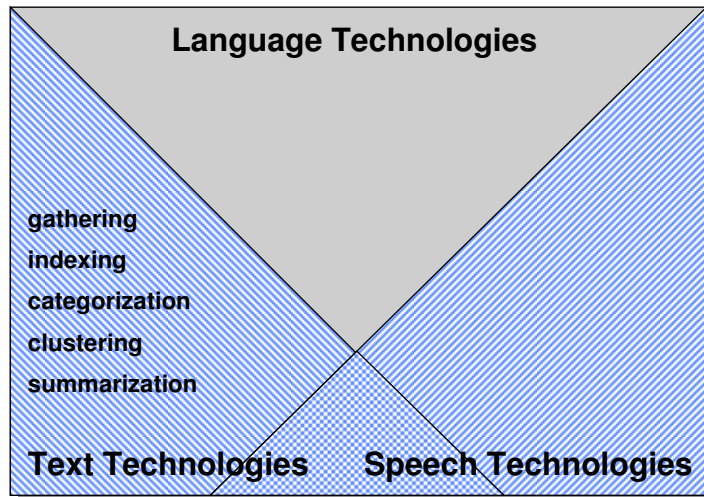 Language Technologies
gathering
indexing
categorization
clustering
summarization
Text Technologies
Speech Technologies